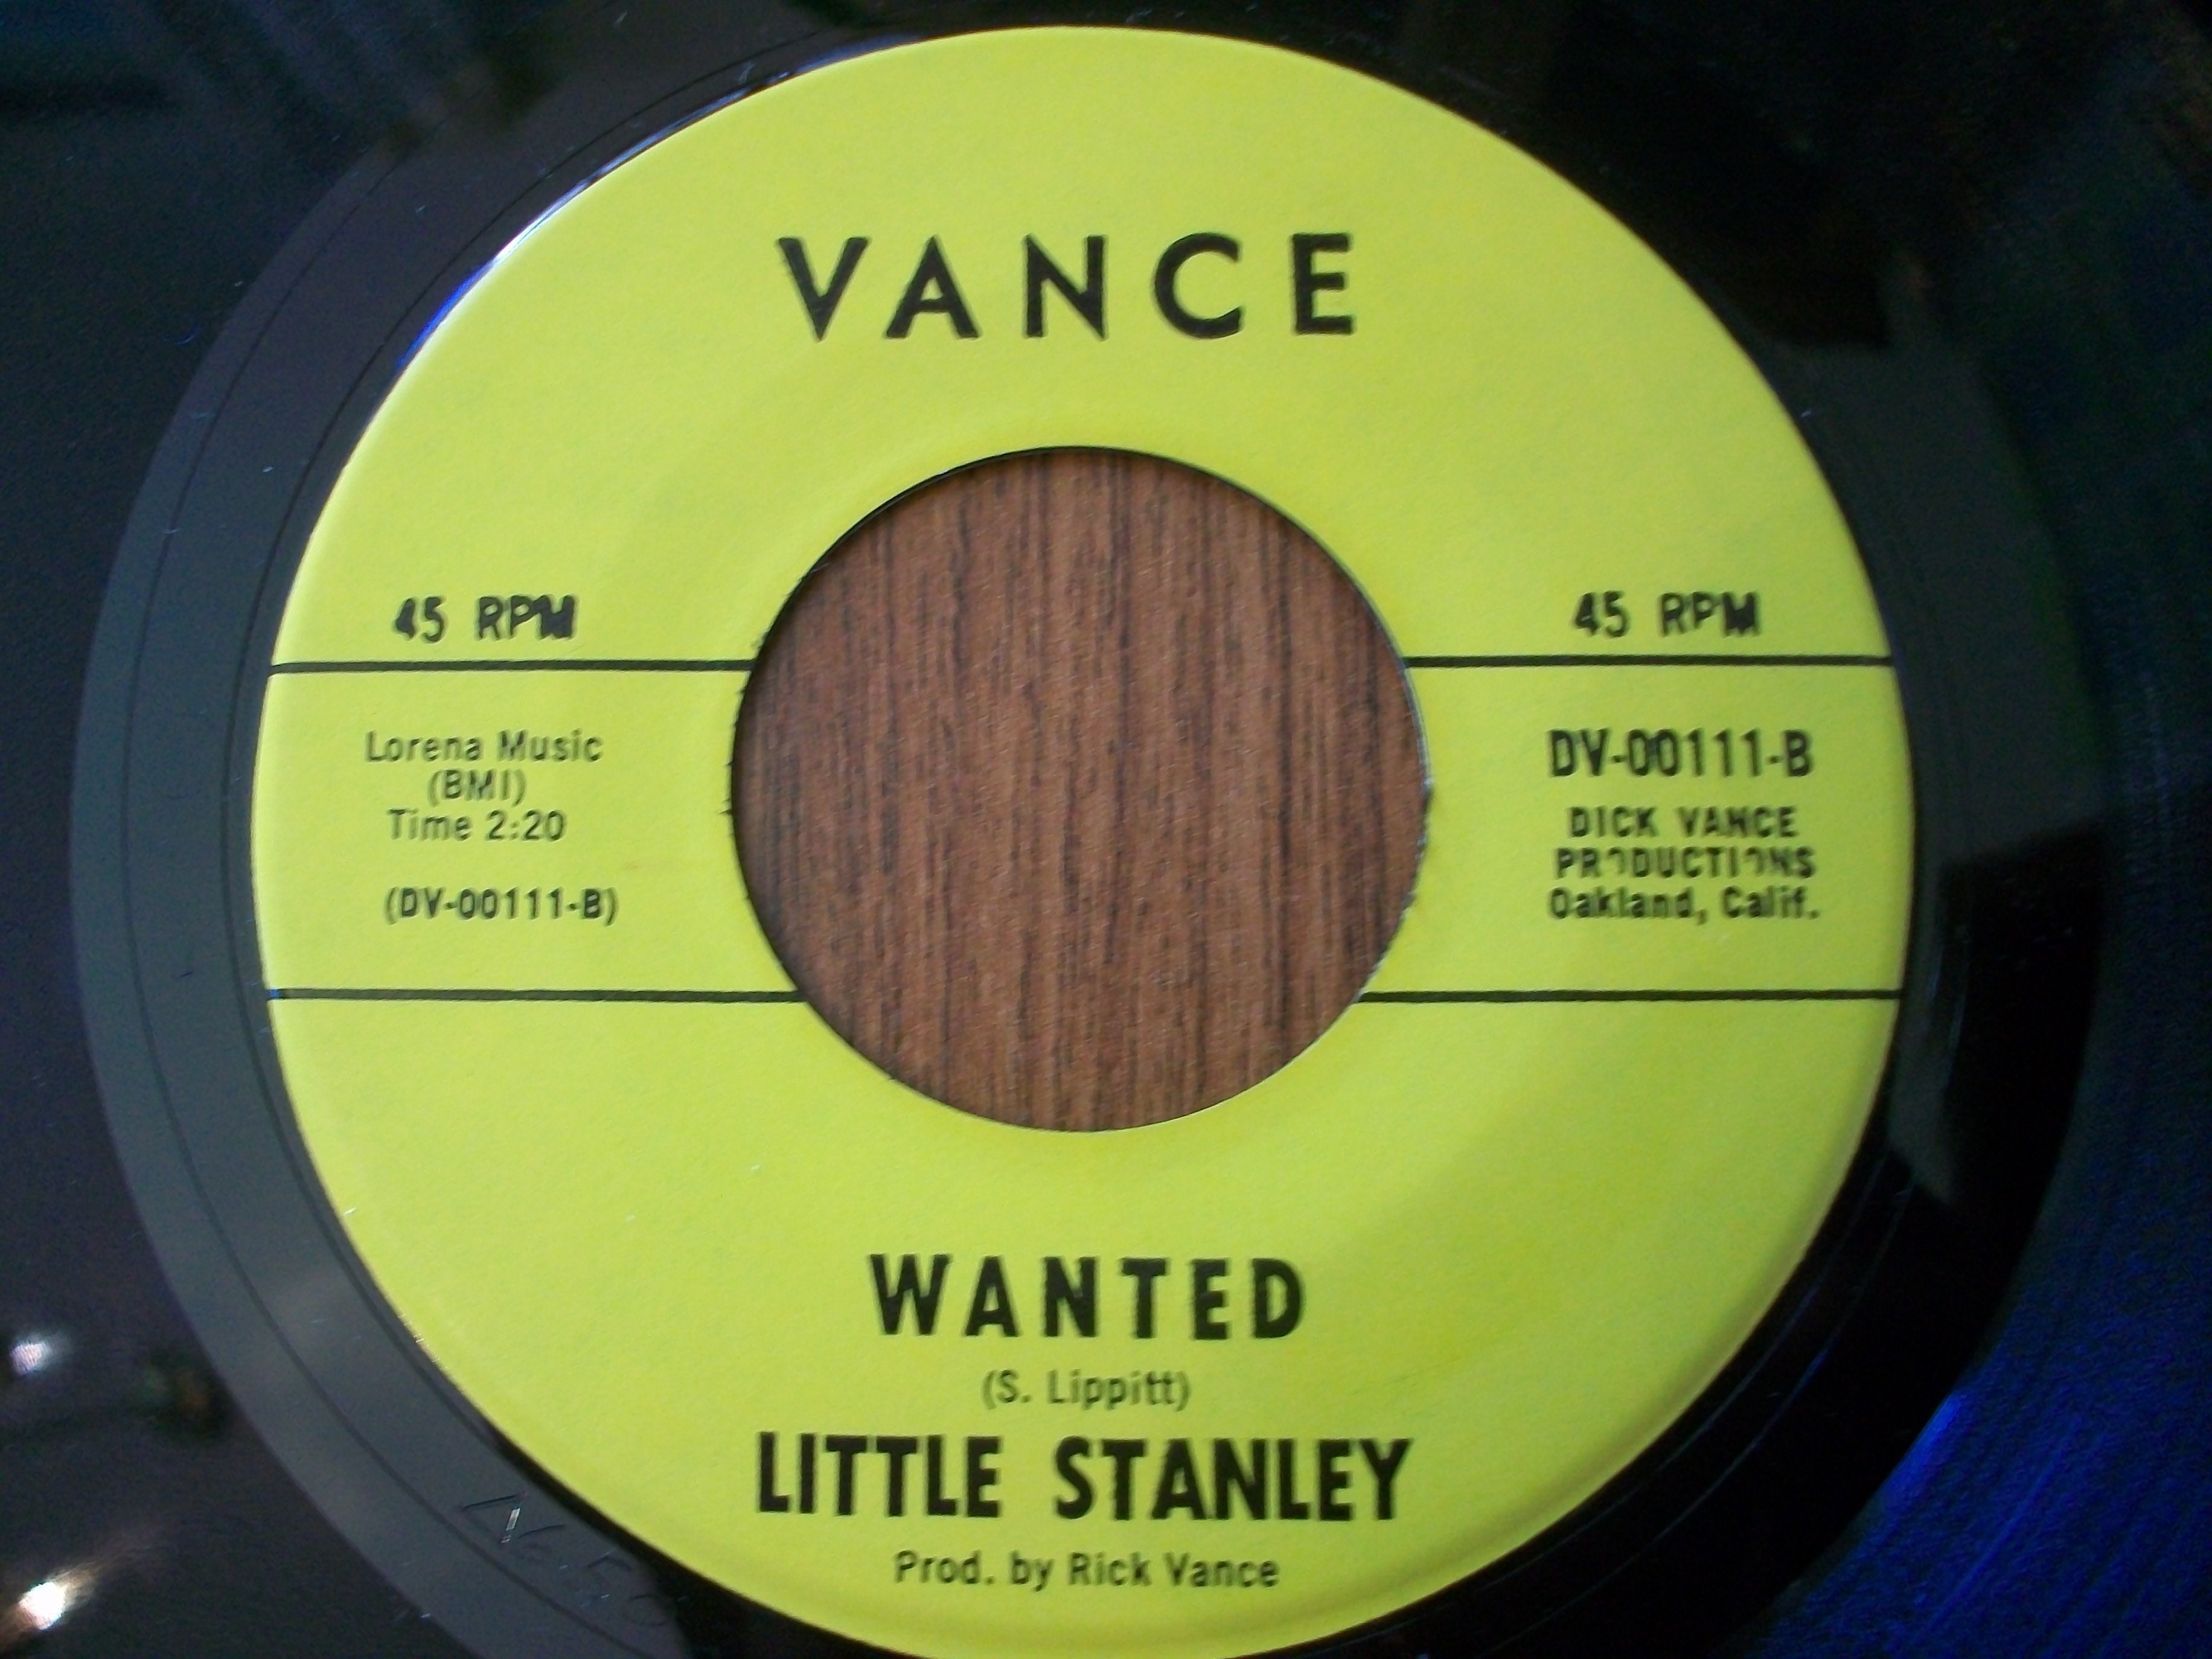 VANCE
45 RPM
45 RPM
Lorena Music
(BMI)
Time 2:20
(DV-00111-B)
DV-00111-B
DICK VANCE
PRODUCTIONS
Oakland, Calif.
WANTED
(S. Lippitt)
LITTLE STANLEY
Prod. by Rick Vance